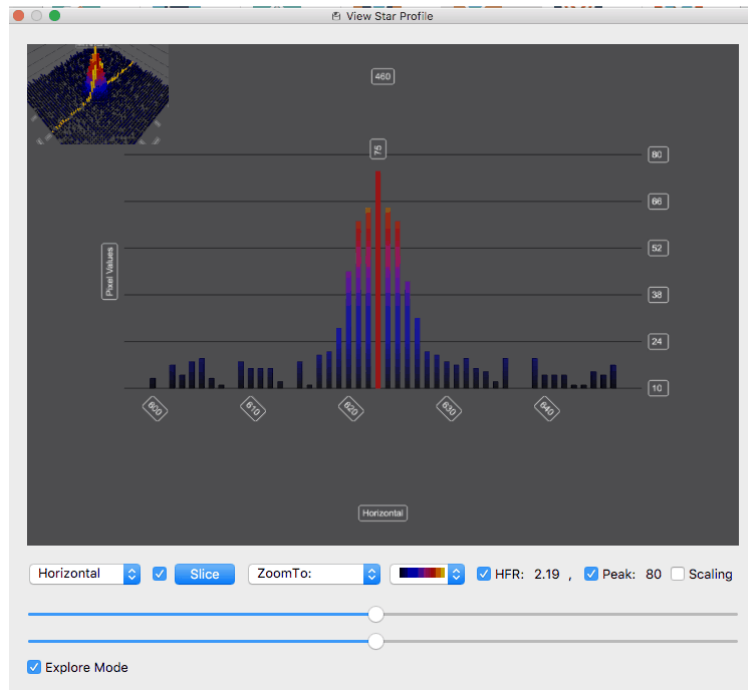 View Star Profile
460
75
80
66
Pixel Values
52
38
24
10
600 610 620 630 640
Horizontal
Horizontal Slice ZoomTo: HFR: 2.19 , Peak: 80 Scaling
Explore Mode